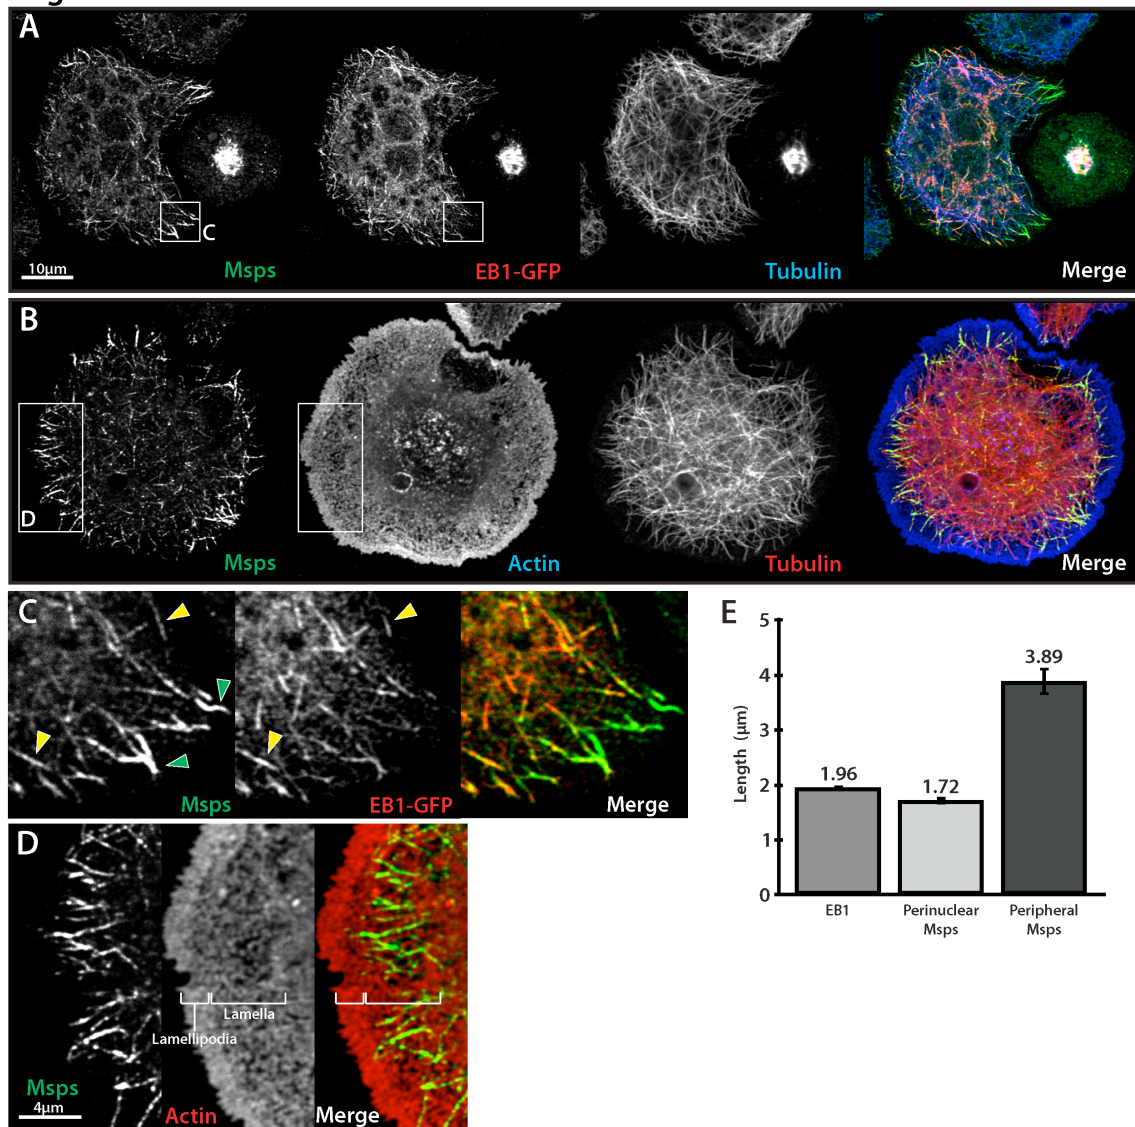 A
C
10µm
Msps
EB1-GFP
Tubulin
Merge
B
D
Msps
Actin
Tubulin
Merge
C
Msps
EB1-GFP
Merge
D
Lamella
Lamellipodia
Msps
4µm
Actin
Merge
E
Length (µm)
5
4
3
2
1
0
1.96
1.72
3.89
EB1
Perinuclear
Msps
Peripheral
Msps